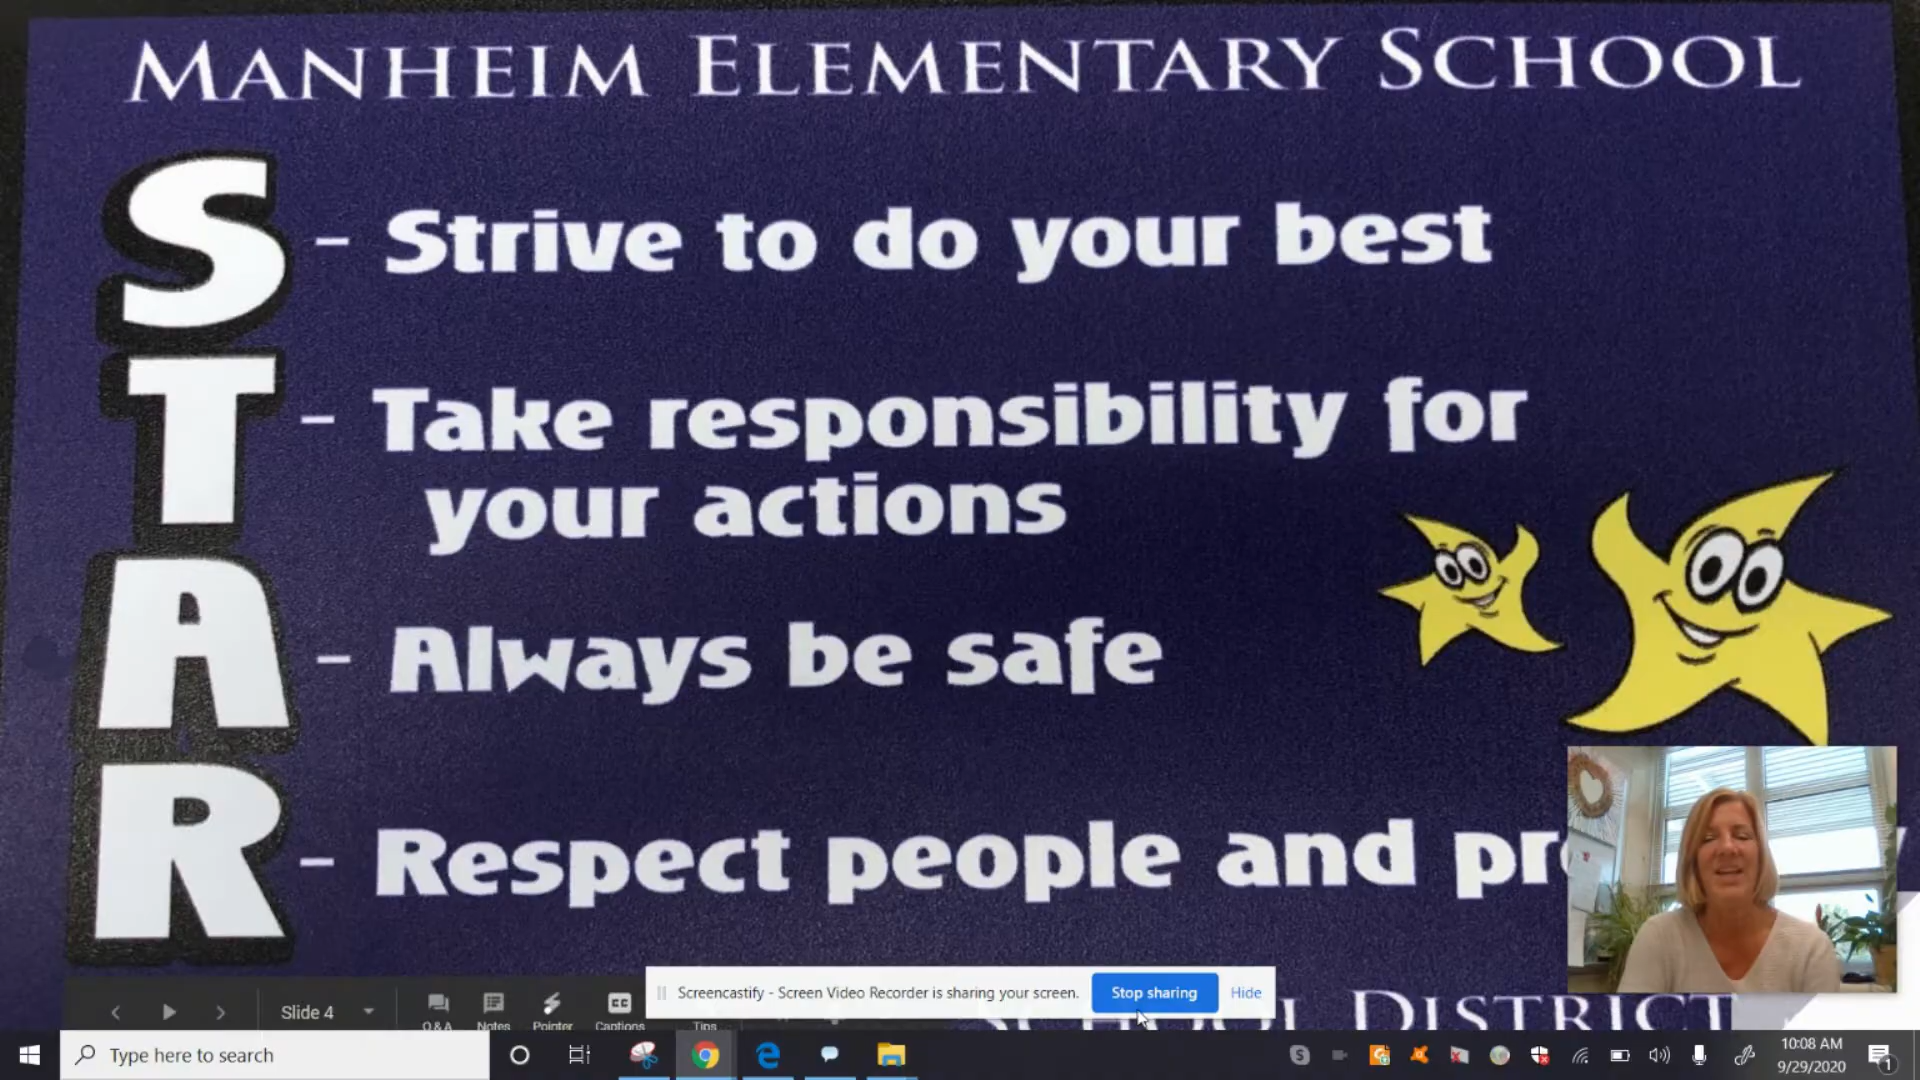 MANHEIM ELEMENTARY SCHOOL
S - Strive to do your best
T - Take responsibility for
your actions
A - Always be safe
R - Respect people and
SCHOOL DISTRICT
Slide 4
Q&A Notes Pointer Captions Tips
Screencastify - Screen Video Recorder is sharing your screen. Stop sharing Hide
Type here to search
10:08 AM
9/29/2020
1